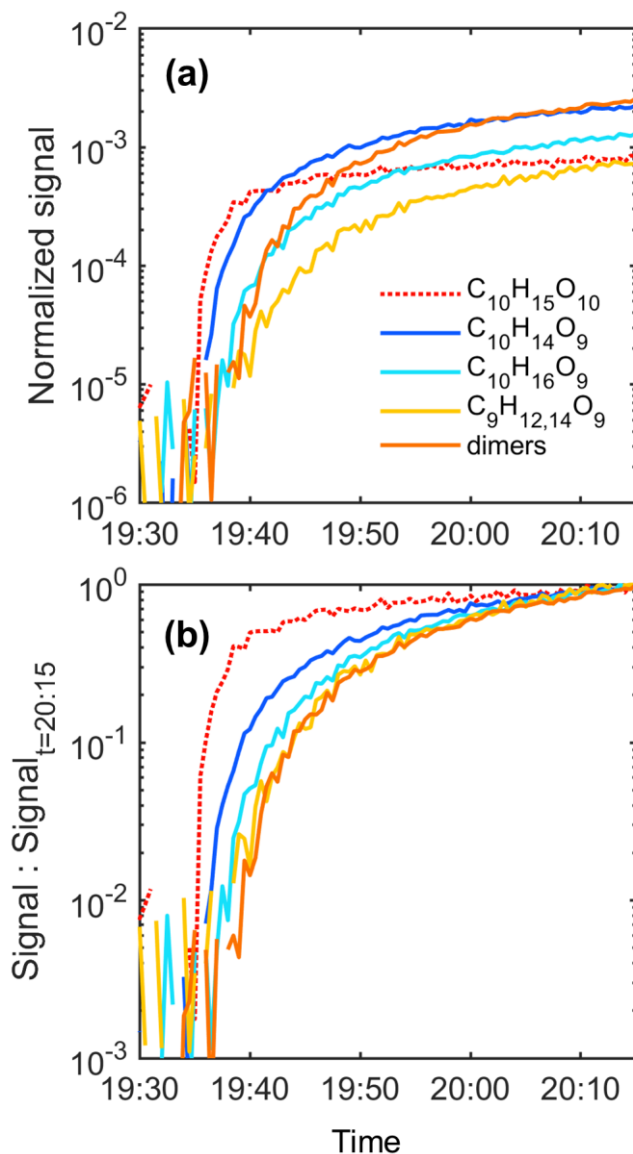 (a)
Normalized signal
10⁻²
10⁻³
10⁻⁴
10⁻⁵
10⁻⁶
C₁₀H₁₅O₁₀
C₁₀H₁₄O₉
C₁₀H₁₆O₉
C₉H₁₂,₁₄O₉
dimers
19:30 19:40 19:50 20:00 20:10
(b)
Signal : Signalₜ₌₂₀:₁₅
10⁰
10⁻¹
10⁻²
10⁻³
19:30 19:40 19:50 20:00 20:10
Time